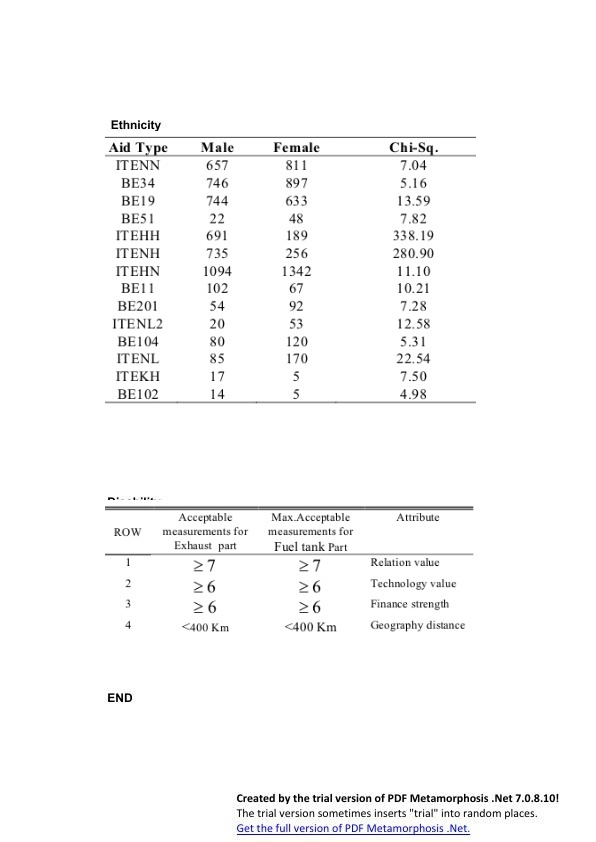 Ethnicity
Aid Type Male Female Chi-Sq.
ITENN 657 811 7.04
BE34 746 897 5.16
BE19 744 633 13.59
BE51 22 48 7.82
ITEHH 691 189 338.19
ITENH 735 256 280.90
ITEHN 1094 1342 11.10
BE11 102 67 10.21
BE201 54 92 7.28
ITENL2 20 53 12.58
BE104 80 120 5.31
ITENL 85 170 22.54
ITEKH 17 5 7.50
BE102 14 5 4.98
ROW Acceptable measurements for Exhaust part Max.Acceptable measurements for Fuel tank Part Attribute
1 ≥7 ≥7 Relation value
2 ≥6 ≥6 Technology value
3 ≥6 ≥6 Finance strength
4 <400 Km <400 Km Geography distance
END
Created by the trial version of PDF Metamorphosis .Net 7.0.8.10!
The trial version sometimes inserts "trial" into random places.
Get the full version of PDF Metamorphosis .Net.